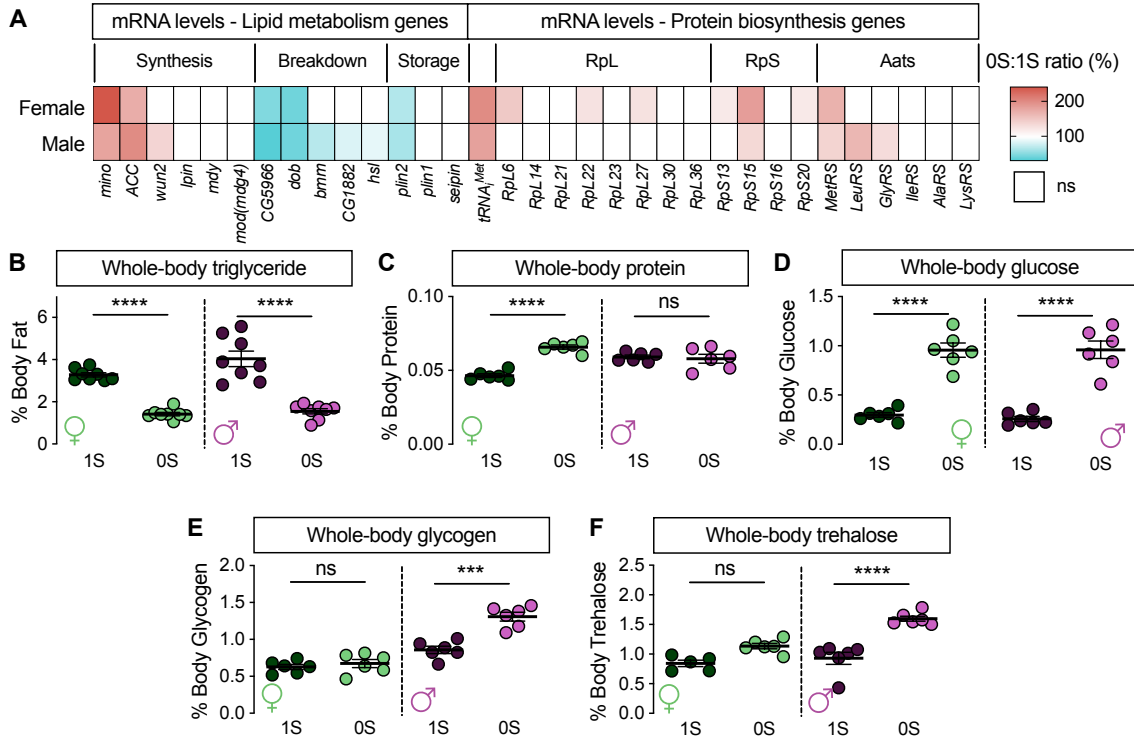 A
mRNA levels - Lipid metabolism genes
mRNA levels - Protein biosynthesis genes
Synthesis
Breakdown
Storage
RpL
RpS
Aats
0S:1S ratio (%)
Female
Male
200
100
ns
mino
ACC
wun2
lpin
mdy
mod(mdg4)
CG5966
dob
bmm
CG1882
hsl
plin2
plin1
seipin
tRNAiMet
RpL6
RpL14
RpL21
RpL22
RpL23
RpL27
RpL30
RpL36
RpS13
RpS15
RpS16
RpS20
MetRS
LeuRS
GlyRS
IleRS
AlaRS
LysRS
B
Whole-body triglyceride
% Body Fat
6
4
2
0
****
****
♀
♂
1S
0S
1S
0S
C
Whole-body protein
% Body Protein
0.10
0.05
0.00
****
ns
♀
♂
1S
0S
1S
0S
D
Whole-body glucose
% Body Glucose
1.5
1.0
0.5
0.0
****
****
♀
♂
1S
0S
1S
0S
E
Whole-body glycogen
% Body Glycogen
2.0
1.5
1.0
0.5
0.0
ns
***
♀
♂
1S
0S
1S
0S
F
Whole-body trehalose
% Body Trehalose
2.5
2.0
1.5
1.0
0.5
0.0
ns
****
♀
♂
1S
0S
1S
0S